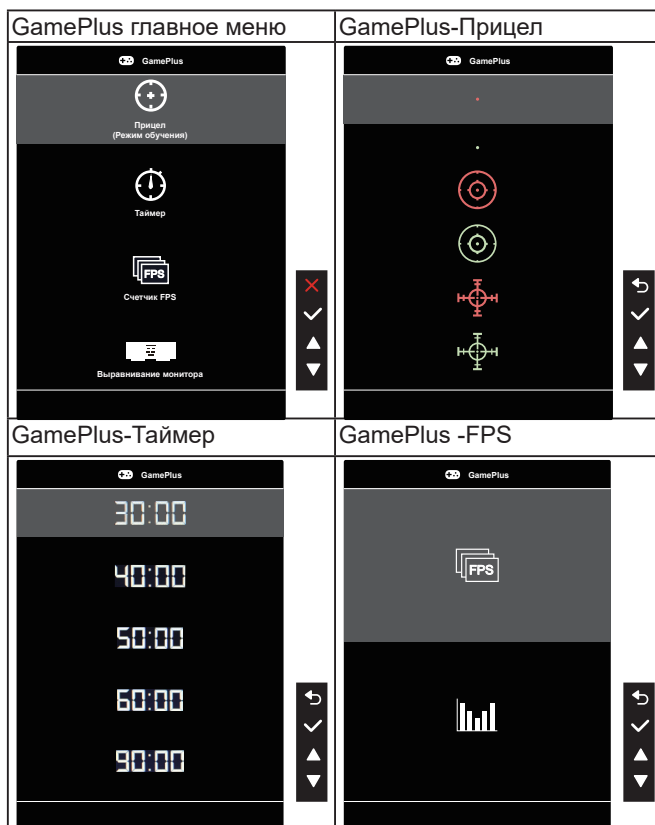 GamePlus главное меню
GamePlus-Прицел
GamePlus
Прицел
(Режим обучения)
Таймер
FPS
Счетчик FPS
Выравнивание монитора
GamePlus
GamePlus-Таймер
GamePlus -FPS
GamePlus
30:00
40:00
50:00
60:00
90:00
GamePlus
FPS